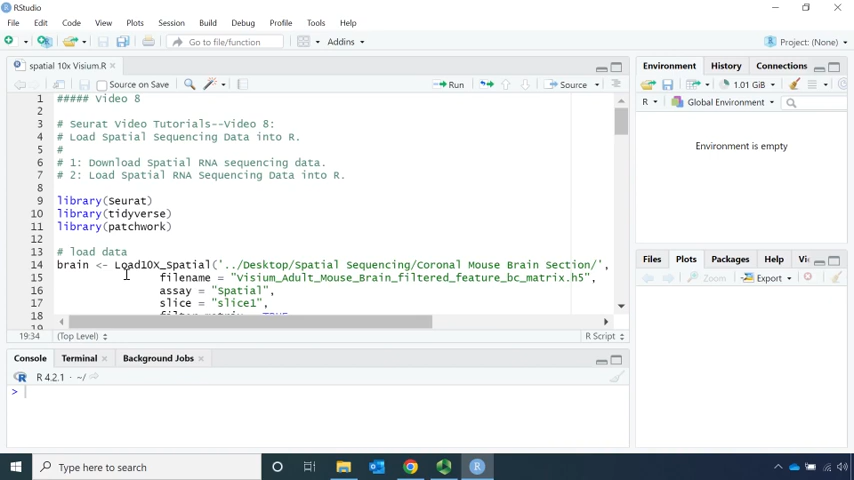 RStudio
File Edit Code View Plots Session Build Debug Profile Tools Help
Go to file/function Addins Project: (None)
spatial 10x Visium.R
Source on Save Run Source
1 ##### Video 8
2
3 # Seurat Video Tutorials--Video 8:
4 # Load Spatial Sequencing Data into R.
5 #
6 # 1: Download Spatial RNA sequencing data.
7 # 2: Load Spatial RNA Sequencing Data into R.
8
9 library(Seurat)
10 library(tidyverse)
11 library(patchwork)
12
13 # load data
14 brain <- Load10X_Spatial('../Desktop/Spatial Sequencing/Coronal Mouse Brain Section/',
15 filename = "Visium_Adult_Mouse_Brain_filtered_feature_bc_matrix.h5",
16 assay = "Spatial",
17 slice = "slice1",
18 filter.matrix = TRUE
19
19:34 (Top Level) R Script
Console Terminal Background Jobs
R 4.2.1 · ~/
>
Environment History Connections
1.01 GiB
R Global Environment
Environment is empty
Files Plots Packages Help Vi
Zoom Export
Type here to search